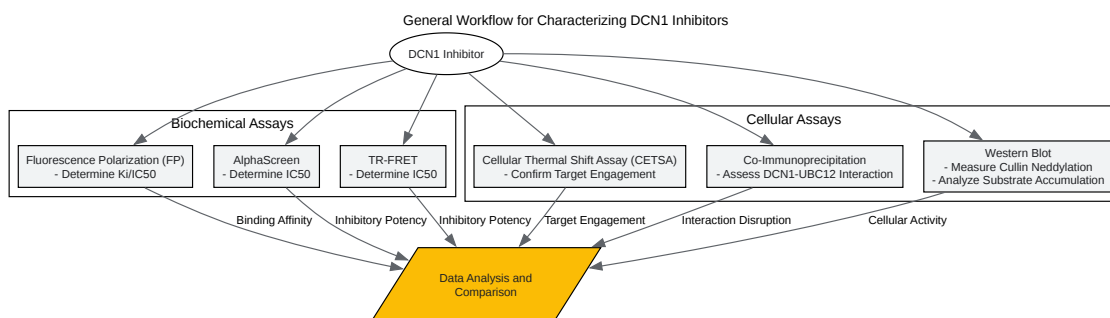 General Workflow for Characterizing DCN1 Inhibitors
DCN1 Inhibitor
Biochemical Assays
Cellular Assays
Fluorescence Polarization (FP)
- Determine Ki/IC50
AlphaScreen
- Determine IC50
TR-FRET
- Determine IC50
Cellular Thermal Shift Assay (CETSA)
- Confirm Target Engagement
Co-Immunoprecipitation
- Assess DCN1-UBC12 Interaction
Western Blot
- Measure Cullin Neddylation
- Analyze Substrate Accumulation
Binding Affinity
Inhibitory Potency
Inhibitory Potency
Target Engagement
Interaction Disruption
Cellular Activity
Data Analysis and
Comparison